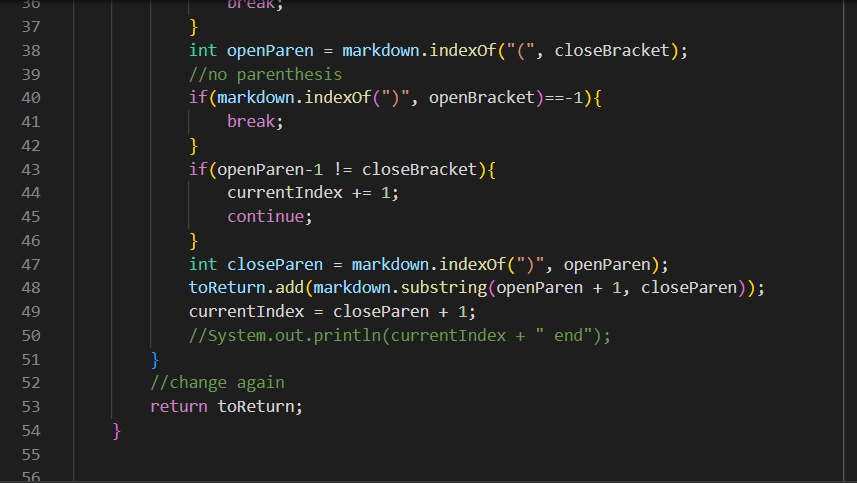 36 break;
37 }
38 int openParen = markdown.indexOf("(", closeBracket);
39 //no parenthesis
40 if(markdown.indexOf(")", openBracket)==-1){
41 break;
42 }
43 if(openParen-1 != closeBracket){
44 currentIndex += 1;
45 continue;
46 }
47 int closeParen = markdown.indexOf(")", openParen);
48 toReturn.add(markdown.substring(openParen + 1, closeParen));
49 currentIndex = closeParen + 1;
50 //System.out.println(currentIndex + " end");
51 }
52 //change again
53 return toReturn;
54 }
55
56